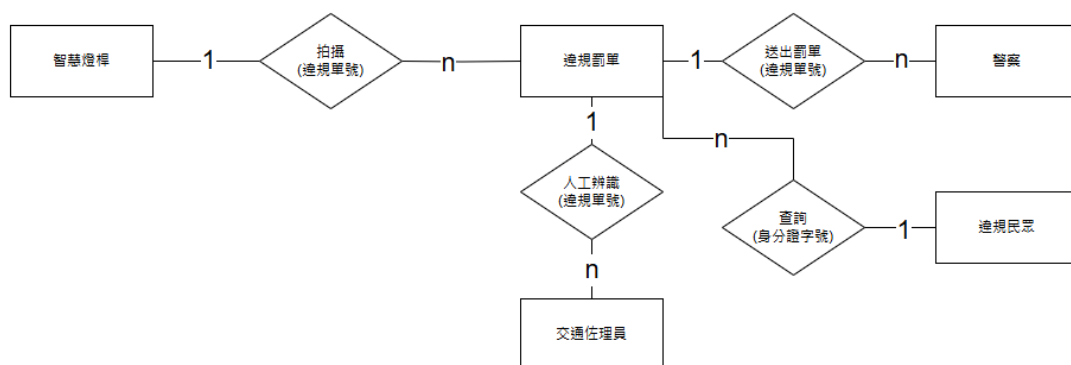 智慧燈桿
1
拍攝
(違規單號)
n
違規罰單
1
送出罰單
(違規單號)
n
警察
1
人工辨識
(違規單號)
n
交通佐理員
n
查詢
(身分證字號)
1
違規民眾